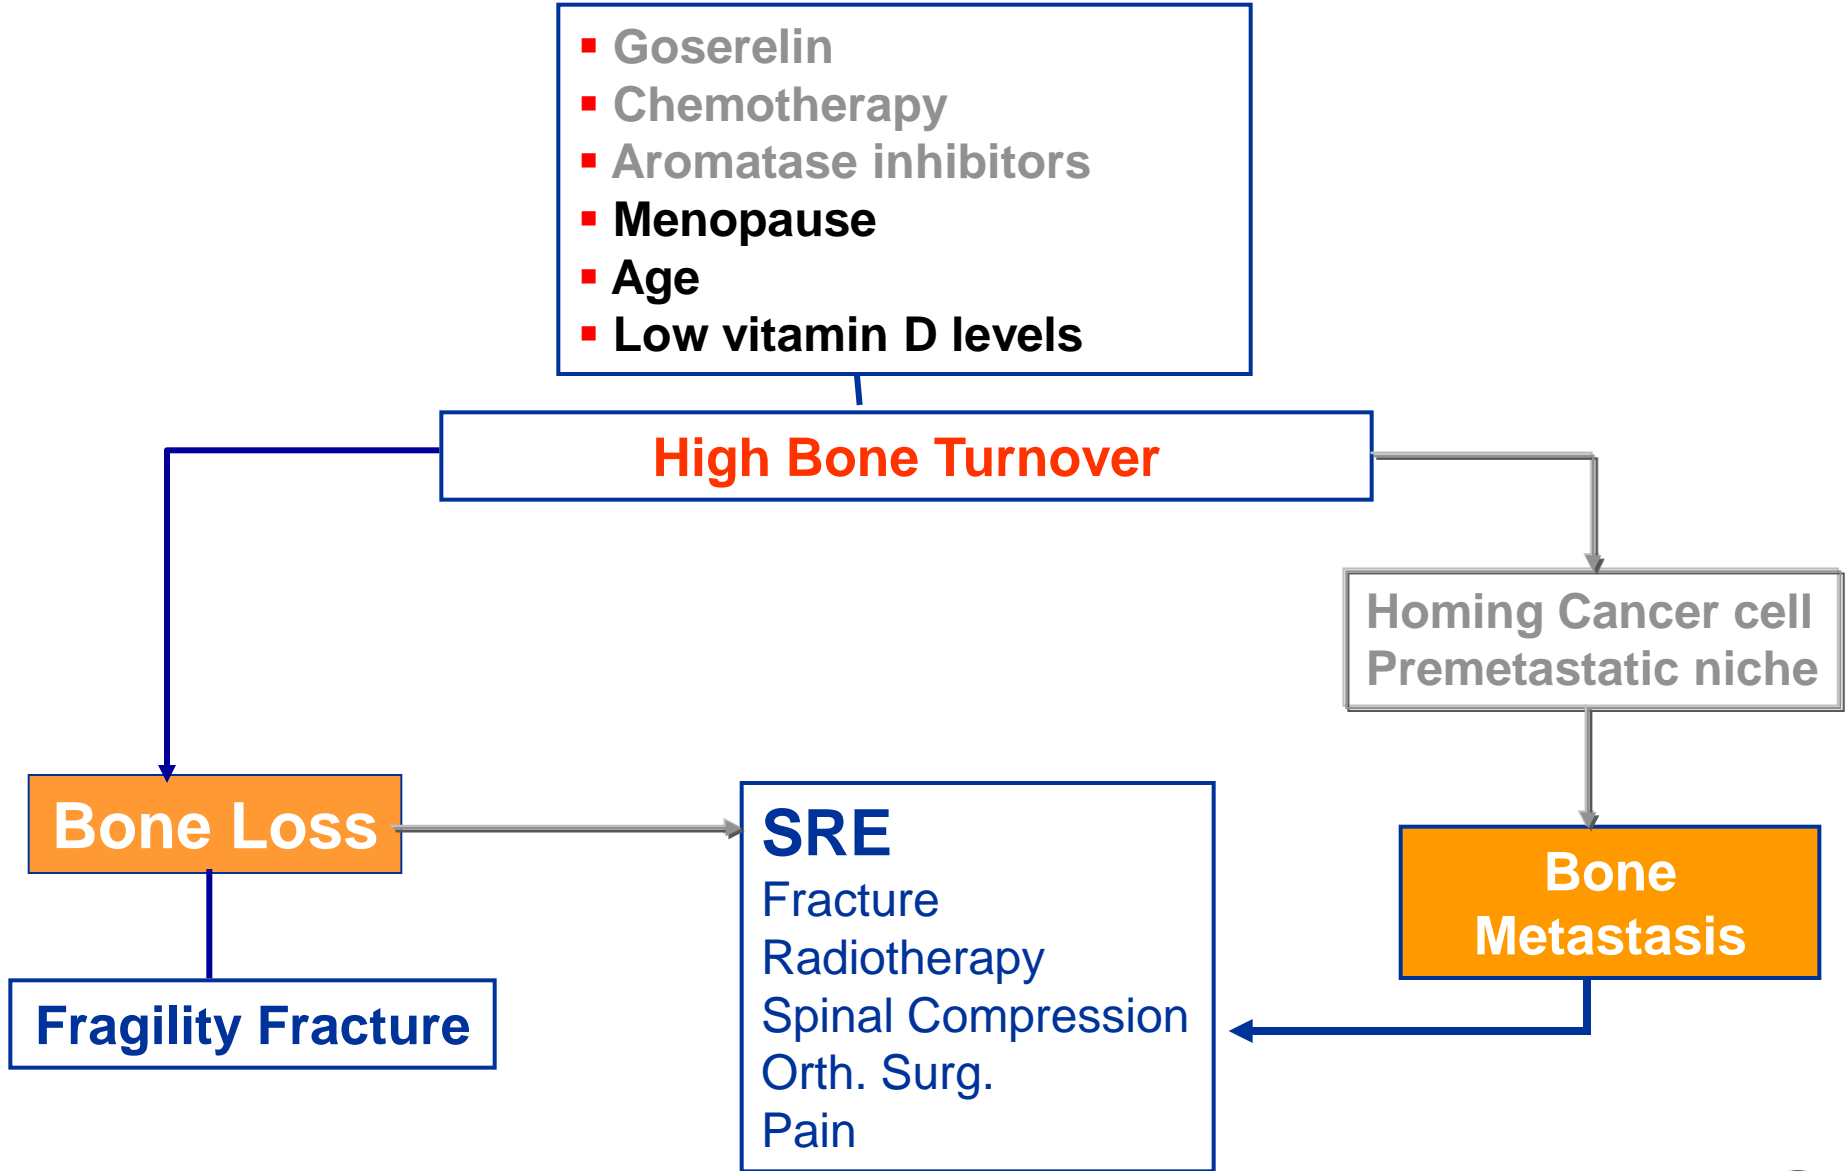 ▪ Goserelin
▪ Chemotherapy
▪ Aromatase inhibitors
▪ Menopause
▪ Age
▪ Low vitamin D levels
High Bone Turnover
Homing Cancer cell
Premetastatic niche
Bone Loss
SRE
Fracture
Radiotherapy
Spinal Compression
Orth. Surg.
Pain
Bone
Metastasis
Fragility Fracture